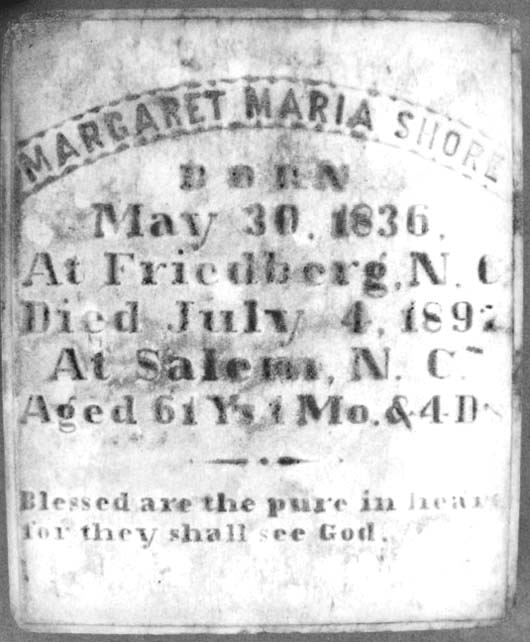 MARGARET MARIA SHORE
BORN
May 30, 1836.
At Friedberg, N. C
Died July 4, 1897
At Salem, N. C.
Aged 61 Ys 1 Mo. & 4 Ds
Blessed are the pure in heart
for they shall see God.